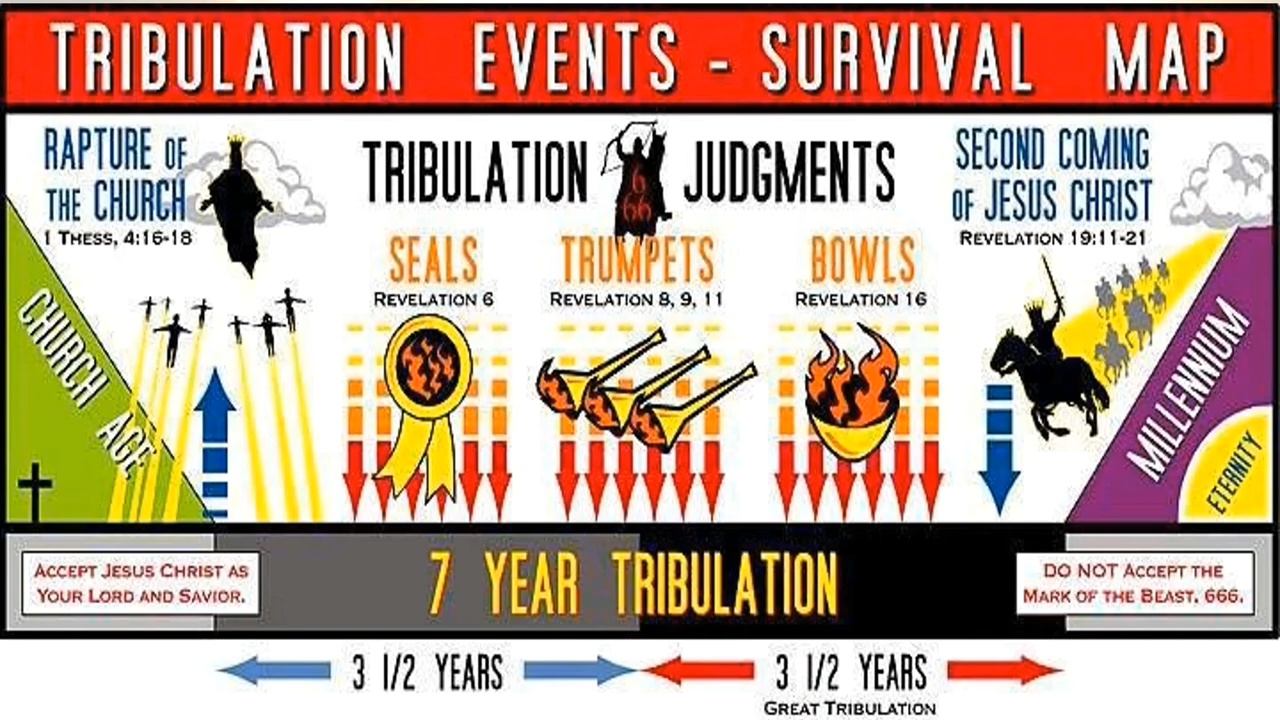 TRIBULATION EVENTS - SURVIVAL MAP
RAPTURE OF
THE CHURCH
1 THESS, 4:16-18
TRIBULATION JUDGMENTS
6
66
SEALS
REVELATION 6
TRUMPETS
REVELATION 8, 9, 11
BOWLS
REVELATION 16
SECOND COMING
OF JESUS CHRIST
REVELATION 19:11-21
CHURCH AGE
MILLENNIUM
ETERNITY
ACCEPT JESUS CHRIST AS
YOUR LORD AND SAVIOR.
7 YEAR TRIBULATION
DO NOT ACCEPT THE
MARK OF THE BEAST, 666.
3 1/2 YEARS
3 1/2 YEARS
GREAT TRIBULATION